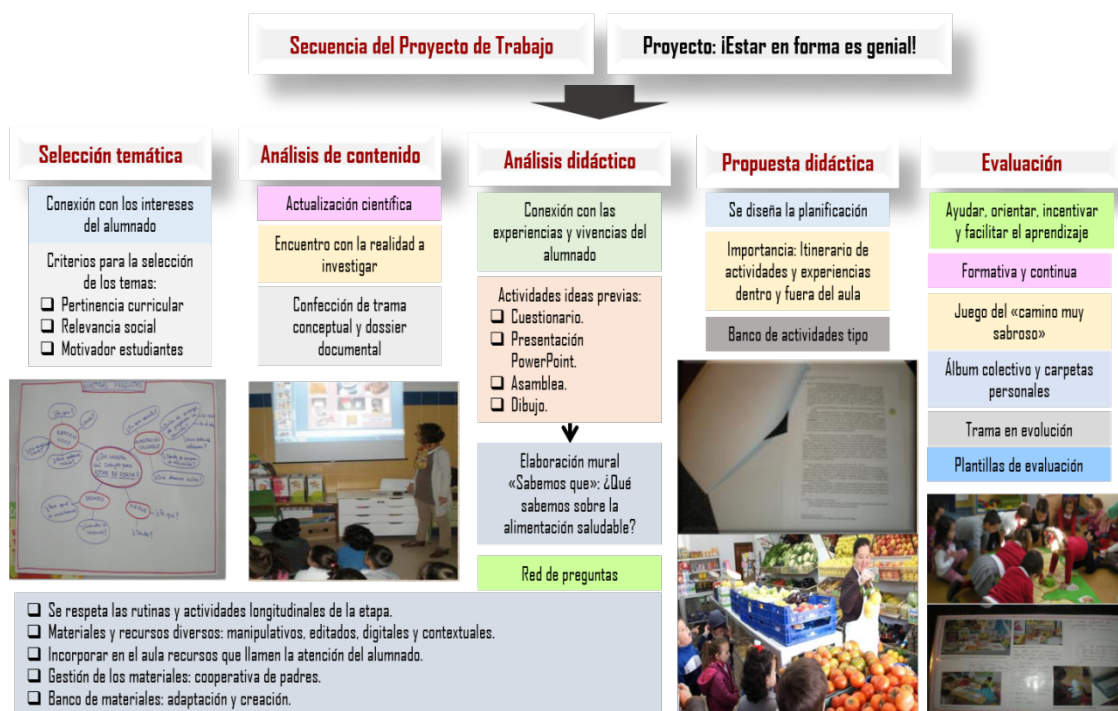 Secuencia del Proyecto de Trabajo
Proyecto: ¡Estar en forma es genial!
Selección temática
Conexión con los intereses
del alumnado
Criterios para la selección
de los temas:
❑ Pertinencia curricular
❑ Relevancia social
❑ Motivador estudiantes
Análisis de contenido
Actualización científica
Encuentro con la realidad a
investigar
Confección de trama
conceptual y dossier
documental
Análisis didáctico
Conexión con las
experiencias y vivencias del
alumnado
Actividades ideas previas:
❑ Cuestionario.
❑ Presentación
PowerPoint.
❑ Asamblea.
❑ Dibujo.
Elaboración mural
«Sabemos que»: ¿Qué
sabemos sobre la
alimentación saludable?
Red de preguntas
Propuesta didáctica
Se diseña la planificación
Importancia: Itinerario de
actividades y experiencias
dentro y fuera del aula
Banco de actividades tipo
Evaluación
Ayudar, orientar, incentivar
y facilitar el aprendizaje
Formativa y continua
Juego del «camino muy
sabroso»
Álbum colectivo y carpetas
personales
Trama en evolución
Plantillas de evaluación
❑ Se respeta las rutinas y actividades longitudinales de la etapa.
❑ Materiales y recursos diversos: manipulativos, editados, digitales y contextuales.
❑ Incorporar en el aula recursos que llamen la atención del alumnado.
❑ Gestión de los materiales: cooperativa de padres.
❑ Banco de materiales: adaptación y creación.